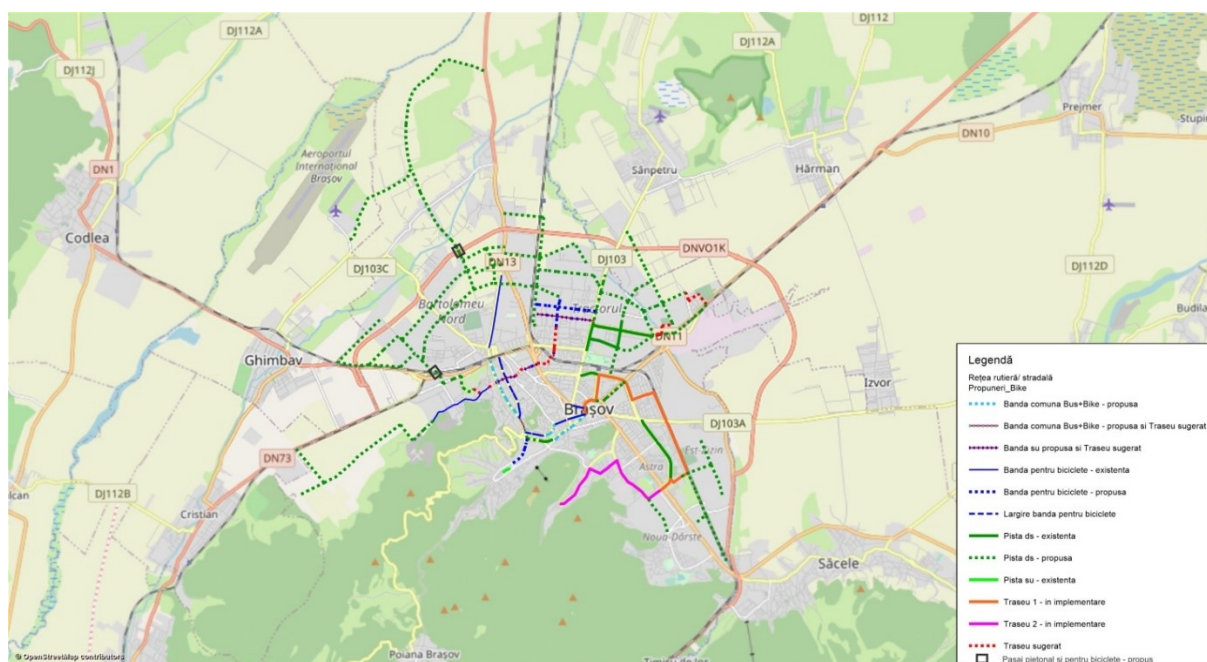 DJ112A
DJ112
DJ112A
DJ112J
Prejmer
Stupin
DN10
DN1
Aeroportul
Internațional
Brașov
Sânpetru
Hărman
Codlea
DNVO1K
DN13
DJ103
DJ103C
DJ112D
Bartolomeu
Nord
Tractorul
Budila
DNT1
Ghimbav
Izvor
Brașov
DJ103A
DN73
Astra
DJ112B
Cristian
Noua-Dârste
Săcele
Poiana Brașov
© OpenStreetMap contributors
Legendă
Rețea rutieră/ stradală
Propuneri_Bike
Banda comuna Bus+Bike - propusa
Banda comuna Bus+Bike - propusa si Traseu sugerat
Banda su propusa si Traseu sugerat
Banda pentru biciclete - existenta
Banda pentru biciclete - propusa
Largire banda pentru biciclete
Pista ds - existenta
Pista ds - propusa
Pista su - existenta
Traseu 1 - in implementare
Traseu 2 - in implementare
Traseu sugerat
Pasaj pietonal si pentru biciclete - propus